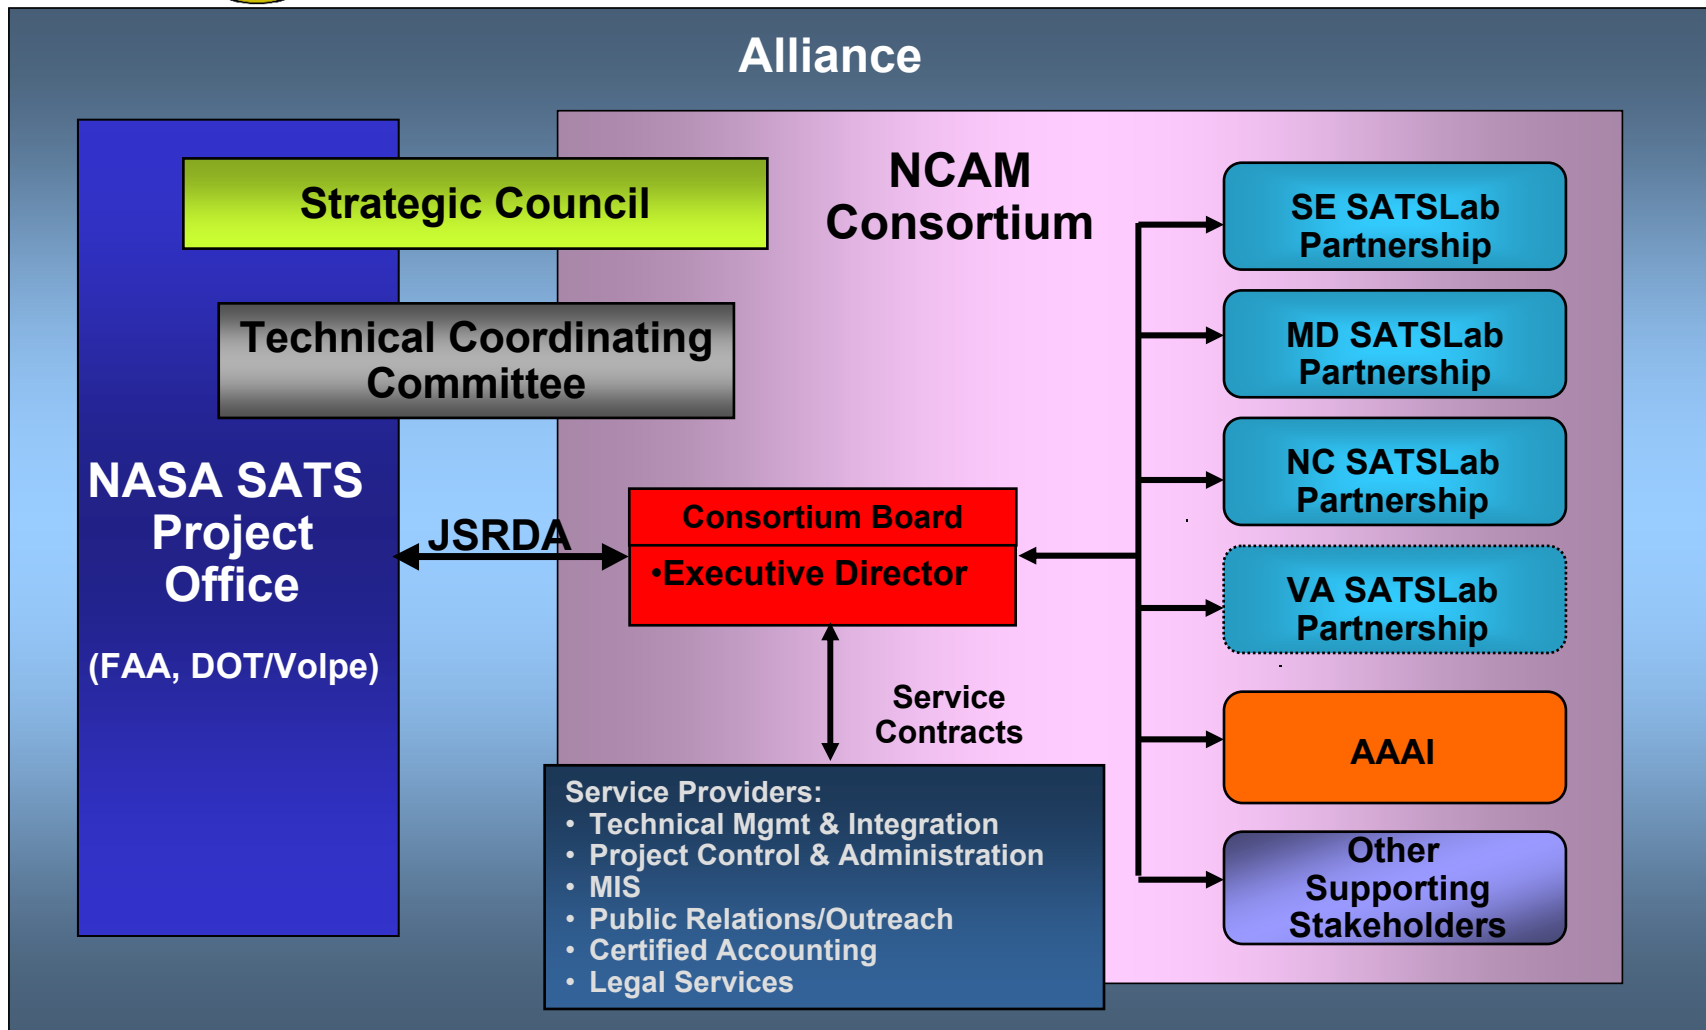 Alliance
Strategic Council
Technical Coordinating
Committee
NASA SATS
Project
Office
(FAA, DOT/Volpe)
JSRDA
NCAM
Consortium
Consortium Board
•Executive Director
Service
Contracts
Service Providers:
• Technical Mgmt & Integration
• Project Control & Administration
• MIS
• Public Relations/Outreach
• Certified Accounting
• Legal Services
SE SATSLab
Partnership
MD SATSLab
Partnership
NC SATSLab
Partnership
VA SATSLab
Partnership
AAAI
Other
Supporting
Stakeholders